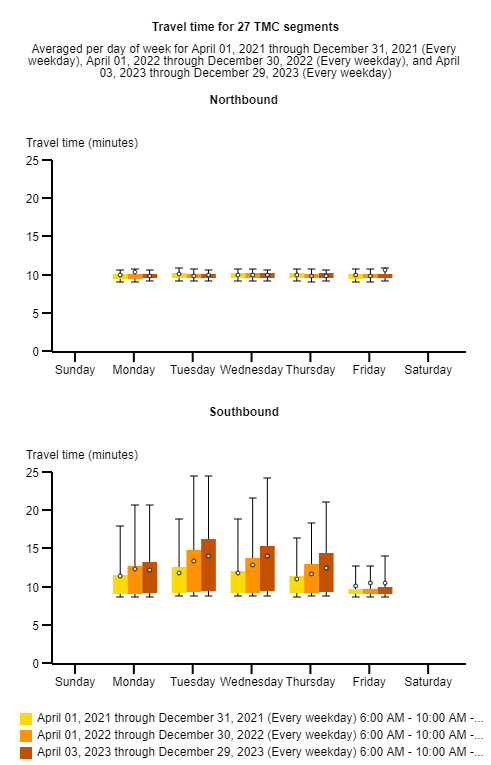 Travel time for 27 TMC segments
Averaged per day of week for April 01, 2021 through December 31, 2021 (Every
weekday), April 01, 2022 through December 30, 2022 (Every weekday), and April
03, 2023 through December 29, 2023 (Every weekday)
Northbound
Travel time (minutes)
25
20
15
10
5
0
Sunday Monday Tuesday Wednesday Thursday Friday Saturday
Southbound
Travel time (minutes)
25
20
15
10
5
0
Sunday Monday Tuesday Wednesday Thursday Friday Saturday
April 01, 2021 through December 31, 2021 (Every weekday) 6:00 AM - 10:00 AM -...
April 01, 2022 through December 30, 2022 (Every weekday) 6:00 AM - 10:00 AM -...
April 03, 2023 through December 29, 2023 (Every weekday) 6:00 AM - 10:00 AM -...